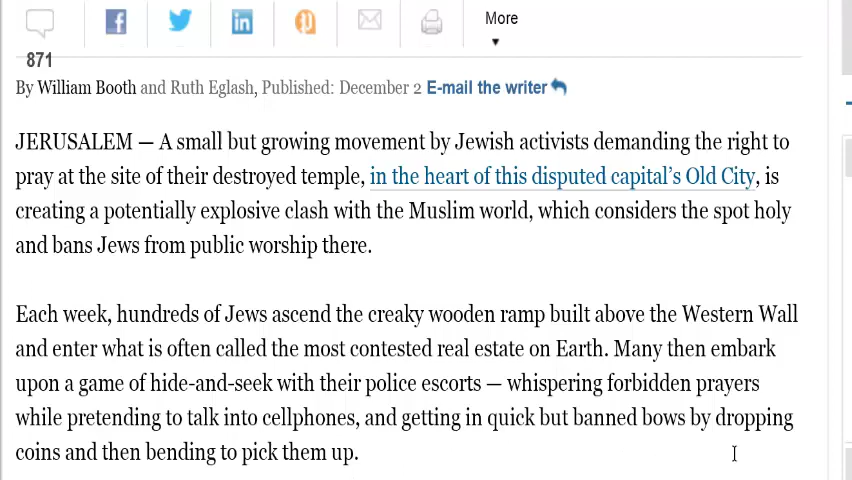 More
871
By William Booth and Ruth Eglash, Published: December 2 E-mail the writer
JERUSALEM — A small but growing movement by Jewish activists demanding the right to
pray at the site of their destroyed temple, in the heart of this disputed capital's Old City, is
creating a potentially explosive clash with the Muslim world, which considers the spot holy
and bans Jews from public worship there.
Each week, hundreds of Jews ascend the creaky wooden ramp built above the Western Wall
and enter what is often called the most contested real estate on Earth. Many then embark
upon a game of hide-and-seek with their police escorts — whispering forbidden prayers
while pretending to talk into cellphones, and getting in quick but banned bows by dropping
coins and then bending to pick them up.